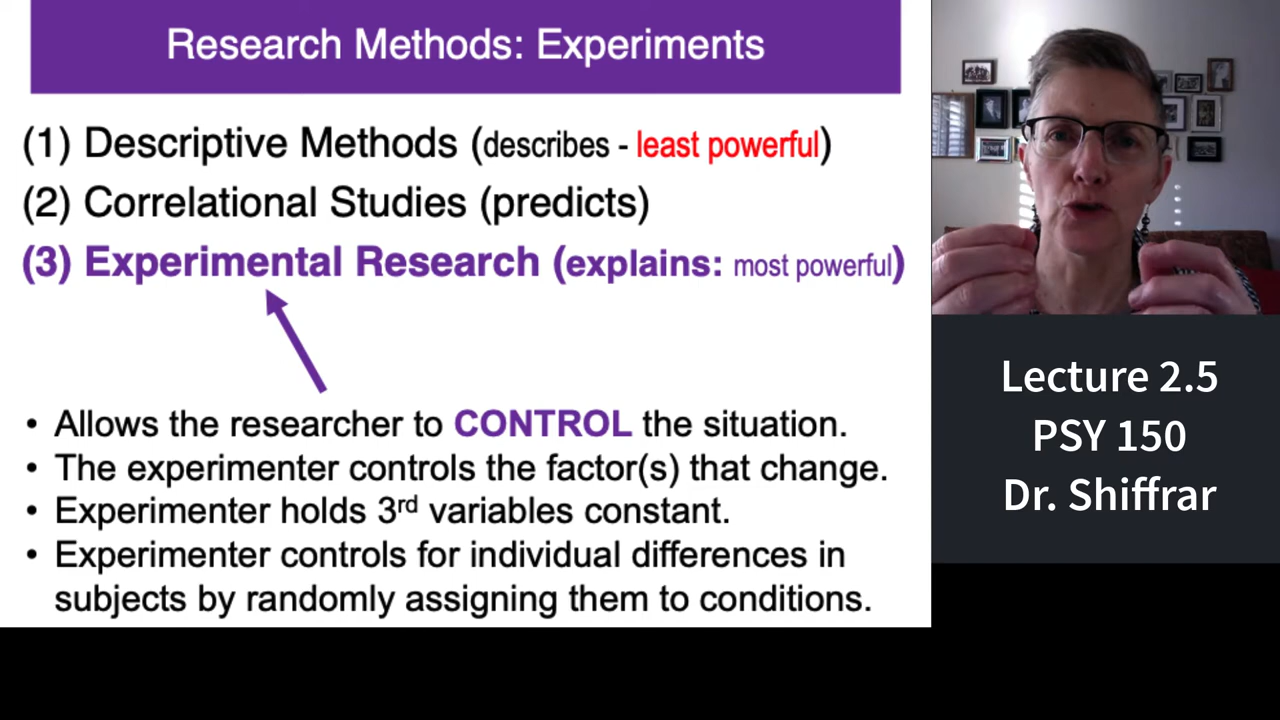 Research Methods: Experiments
(1) Descriptive Methods (describes - least powerful)
(2) Correlational Studies (predicts)
(3) Experimental Research (explains: most powerful)
• Allows the researcher to CONTROL the situation.
• The experimenter controls the factor(s) that change.
• Experimenter holds 3rd variables constant.
• Experimenter controls for individual differences in
subjects by randomly assigning them to conditions.
Lecture 2.5
PSY 150
Dr. Shiffrar